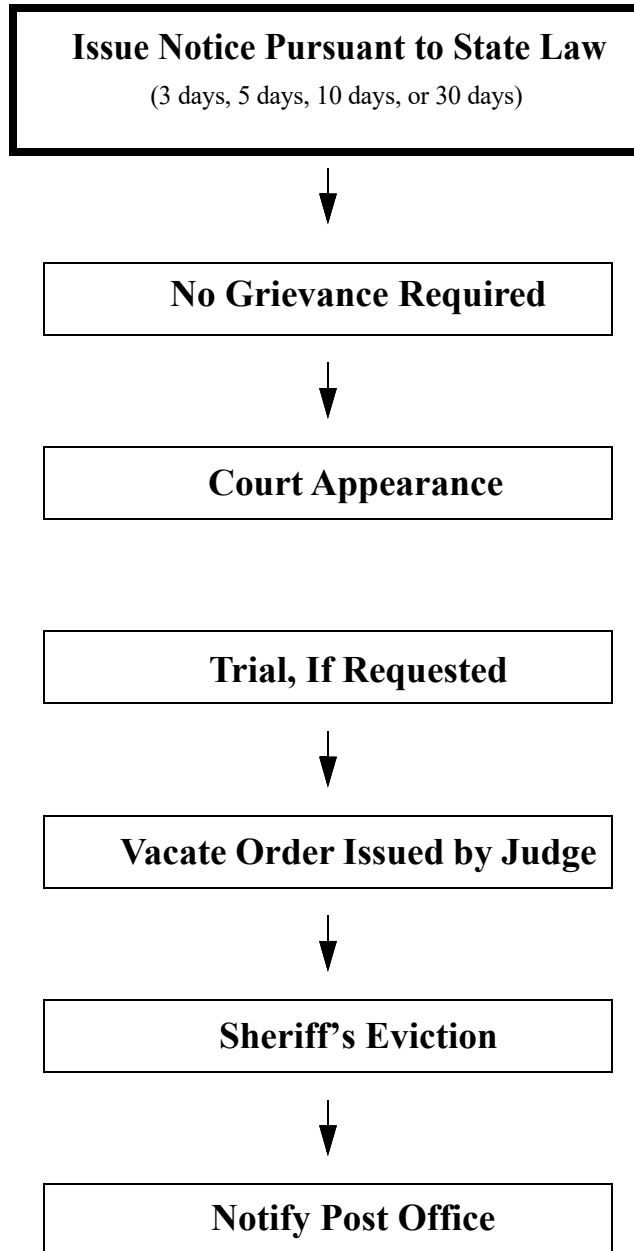 Issue Notice Pursuant to State Law
(3 days, 5 days, 10 days, or 30 days)
No Grievance Required
Court Appearance
Trial, If Requested
Vacate Order Issued by Judge
Sheriff’s Eviction
Notify Post Office